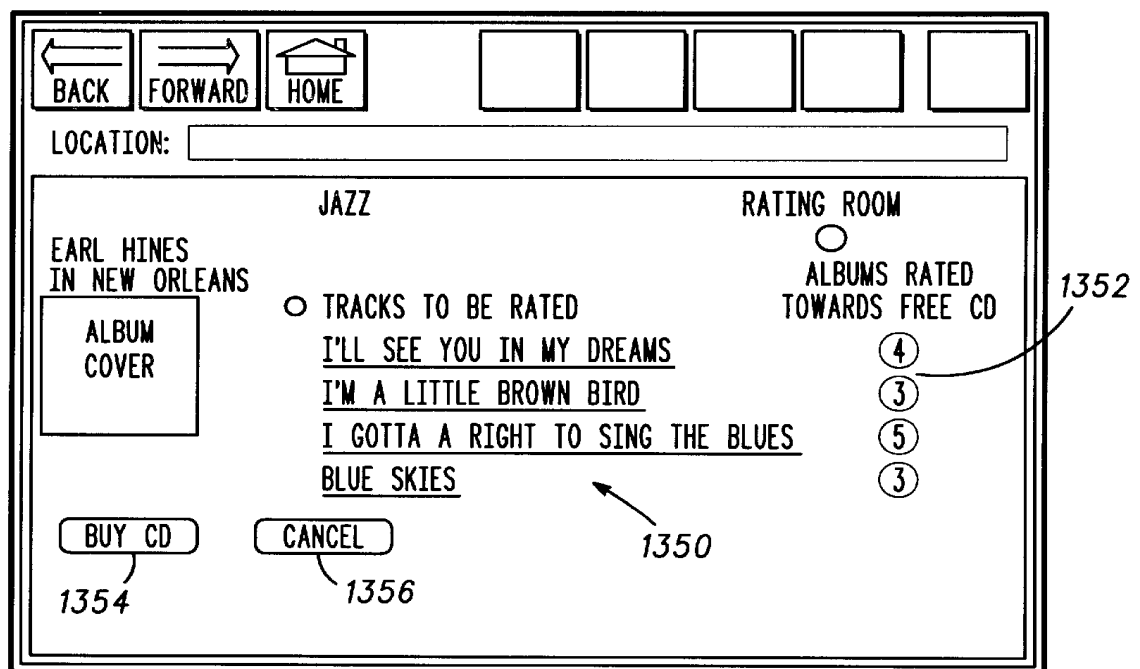 BACK FORWARD HOME
LOCATION:
JAZZ RATING ROOM
EARL HINES
IN NEW ORLEANS
ALBUM
COVER
ALBUMS RATED
TOWARDS FREE CD
1352
TRACKS TO BE RATED
I'LL SEE YOU IN MY DREAMS 4
I'M A LITTLE BROWN BIRD 3
I GOTTA A RIGHT TO SING THE BLUES 5
BLUE SKIES 3
BUY CD CANCEL
1350
1354 1356